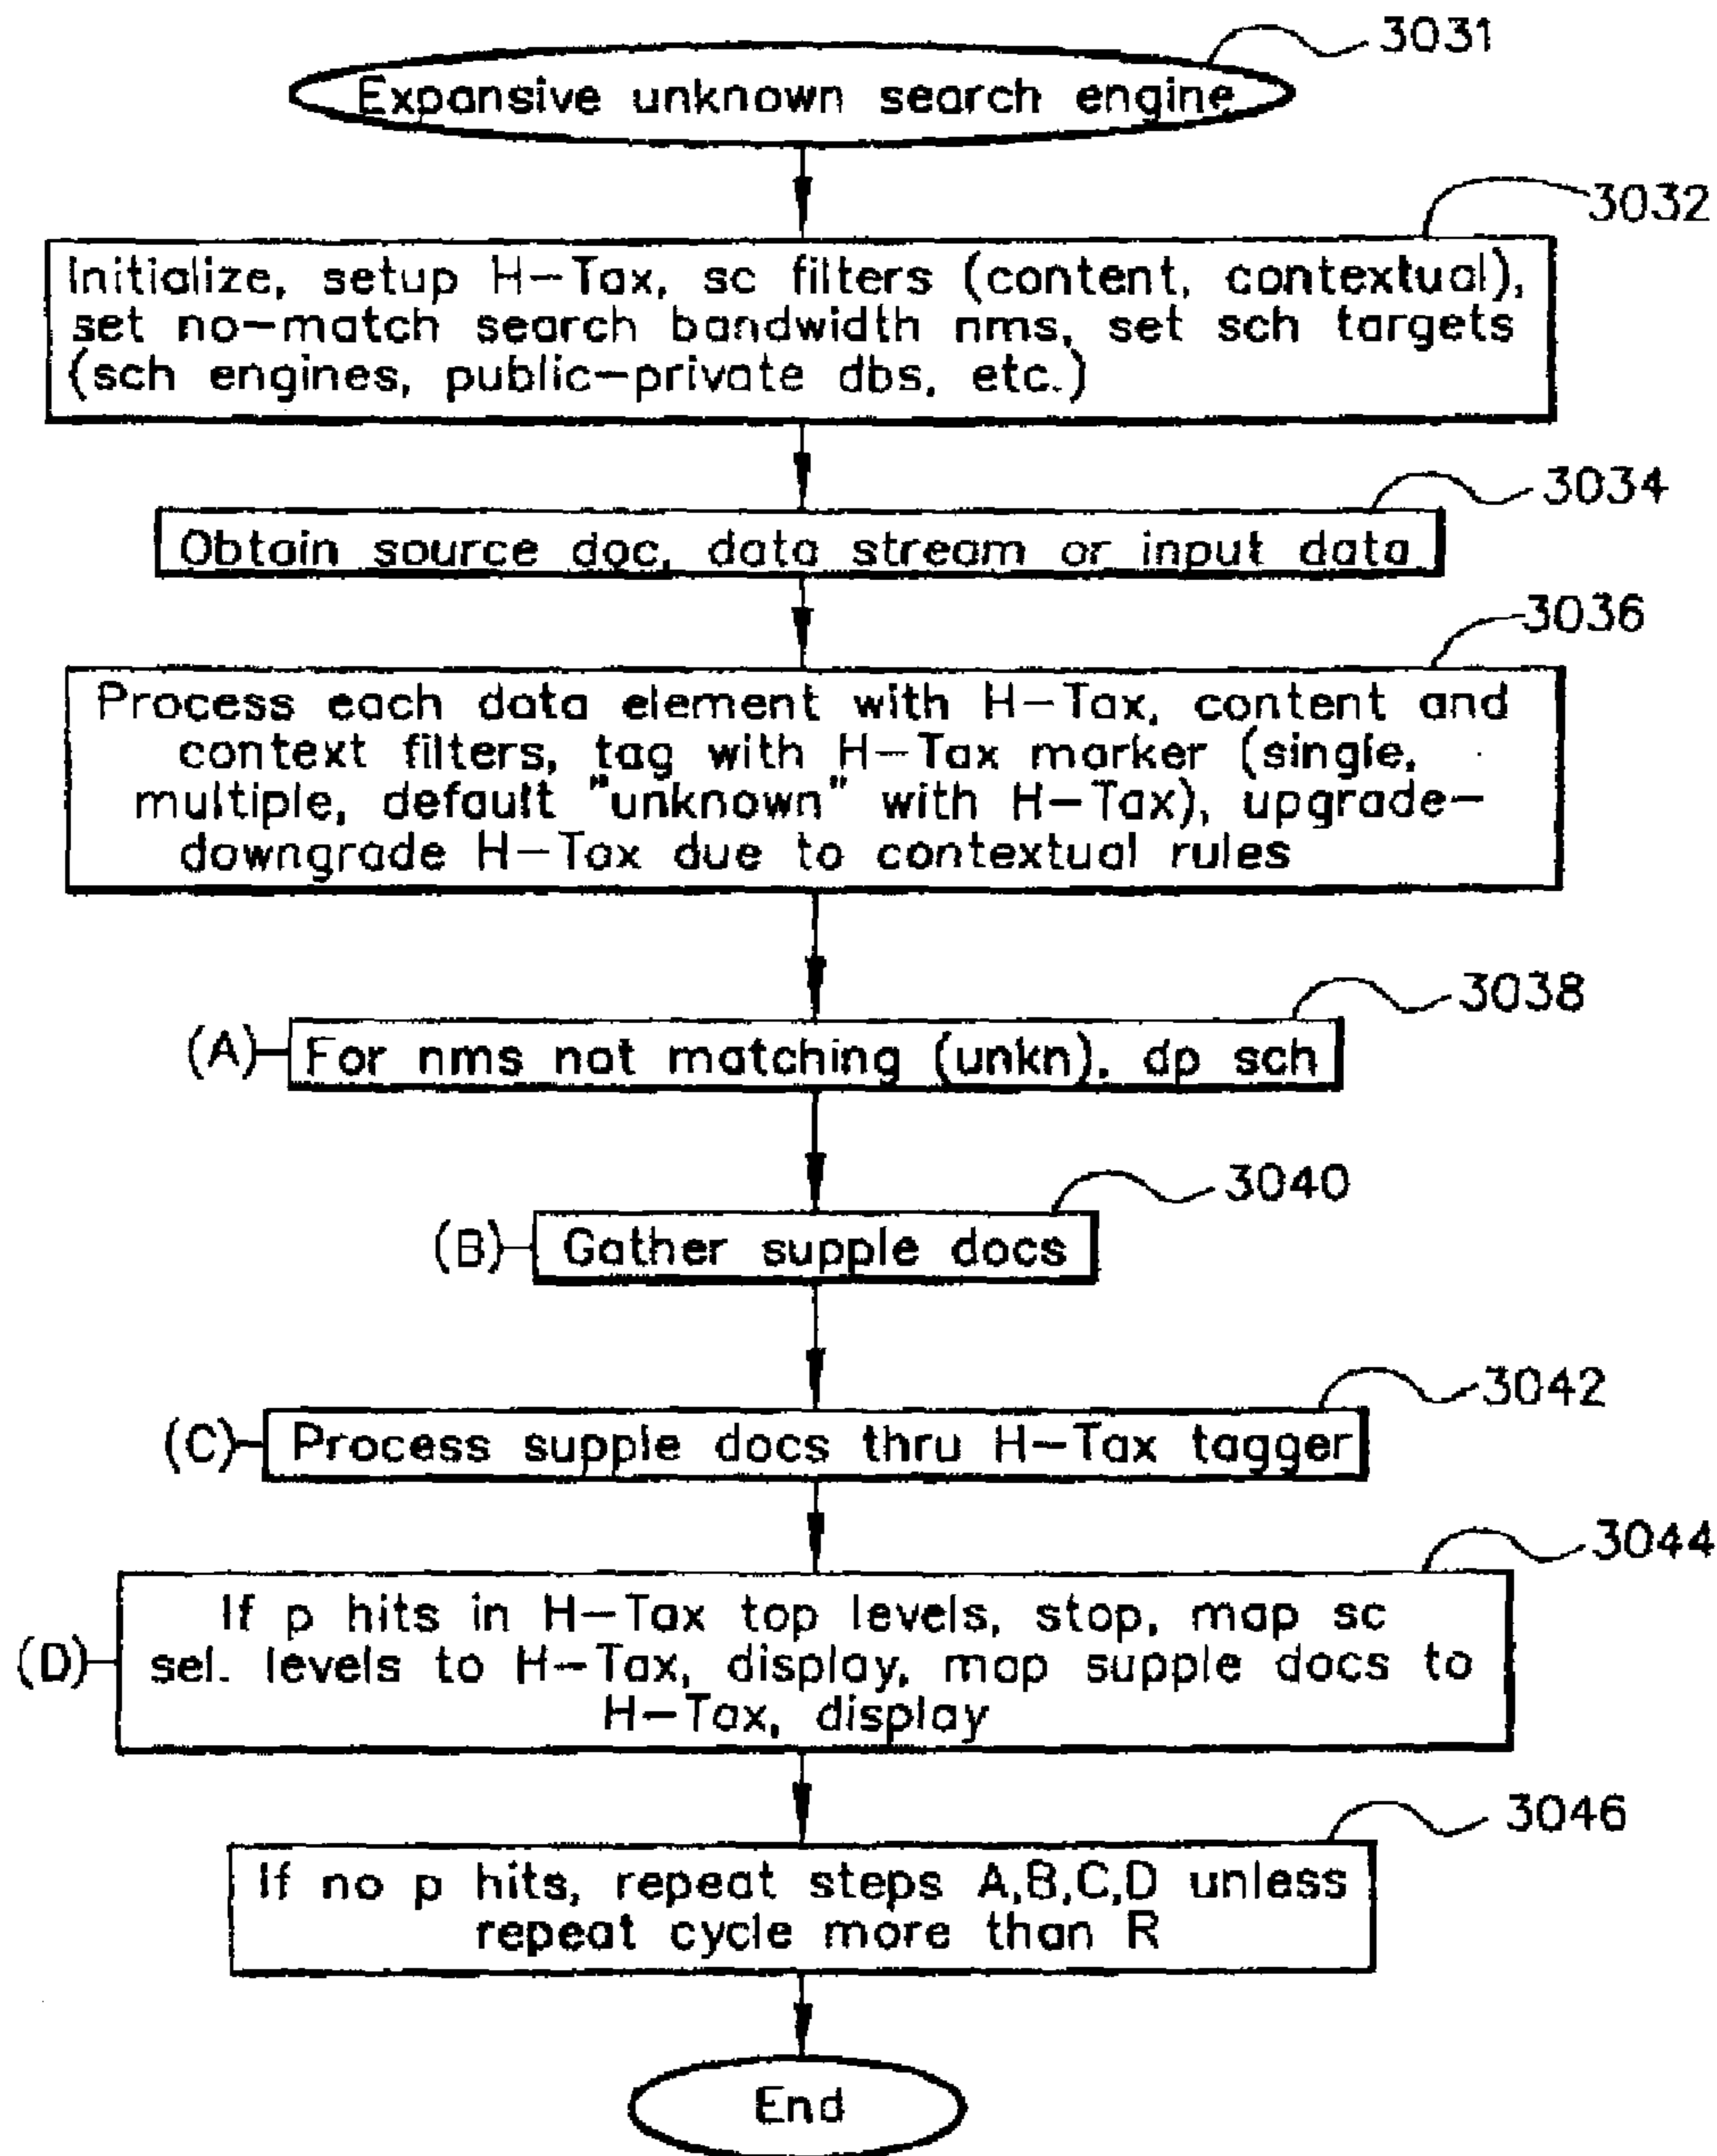 3031
Expansive unknown search engine
3032
Initialize, setup H-Tax, sc filters (content, contextual),
set no-match search bandwidth nms, set sch targets
(sch engines, public-private dbs, etc.)
3034
Obtain source doc, data stream or input data
3036
Process each data element with H-Tax, content and
context filters, tag with H-Tax marker (single,
multiple, default "unknown" with H-Tax), upgrade-
downgrade H-Tax due to contextual rules
3038
(A) For nms not matching (unkn), dp sch
3040
(B) Gather supple docs
3042
(C) Process supple docs thru H-Tax tagger
3044
If p hits in H-Tax top levels, stop, map sc
(D) sel. levels to H-Tax, display, map supple docs to
H-Tax, display
3046
If no p hits, repeat steps A,B,C,D unless
repeat cycle more than R
End